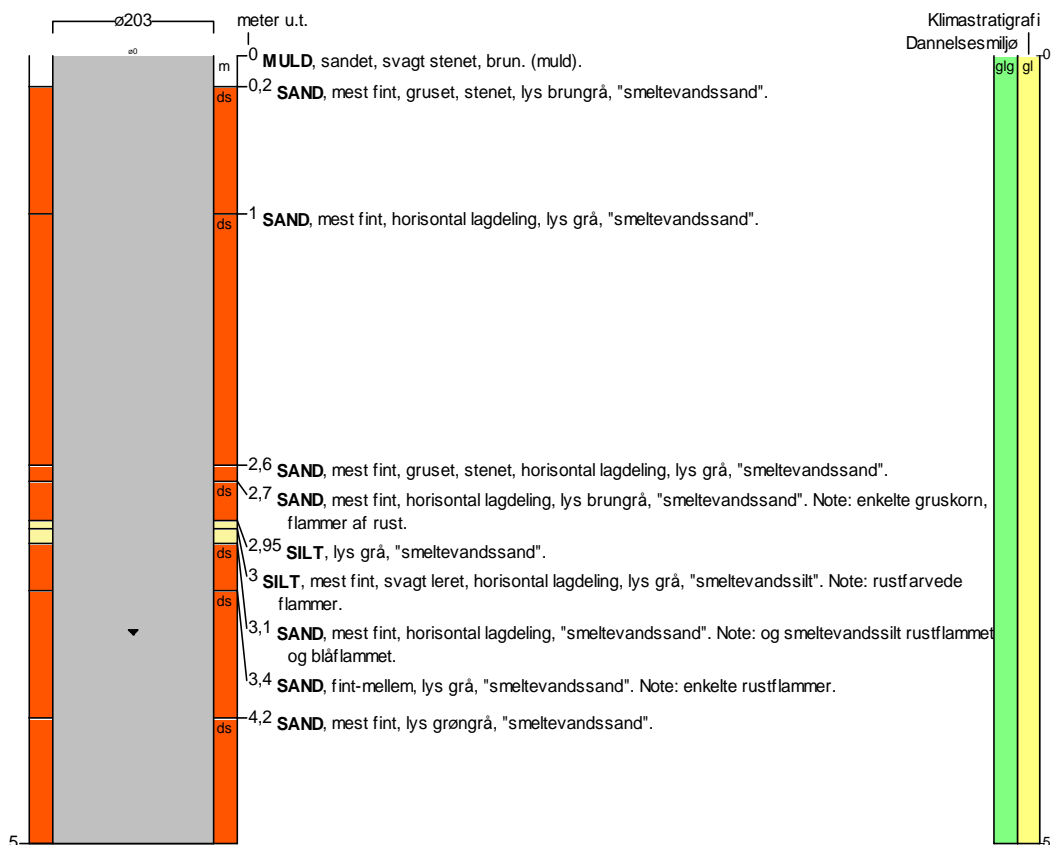 ø203
meter u.t.
Klimastratigrafi
Dannelsesmiljø
ø0
0 MULD, sandet, svagt stenet, brun. (muld).
0
m
glg gl
0,2 SAND, mest fint, gruset, stenet, lys brungrå, "smeltevandssand".
ds
1 SAND, mest fint, horisontal lagdeling, lys grå, "smeltevandssand".
ds
2,6 SAND, mest fint, gruset, stenet, horisontal lagdeling, lys grå, "smeltevandssand".
ds
2,7 SAND, mest fint, horisontal lagdeling, lys brungrå, "smeltevandssand". Note: enkelte gruskorn,
flammer af rust.
2,95 SILT, lys grå, "smeltevandssand".
ds
3 SILT, mest fint, svagt leret, horisontal lagdeling, lys grå, "smeltevandssilt". Note: rustfarvede
flammer.
ds
3,1 SAND, mest fint, horisontal lagdeling, "smeltevandssand". Note: og smeltevandssilt rustflammet
og blåflammet.
3,4 SAND, fint-mellem, lys grå, "smeltevandssand". Note: enkelte rustflammer.
4,2 SAND, mest fint, lys grøngrå, "smeltevandssand".
ds
5
5